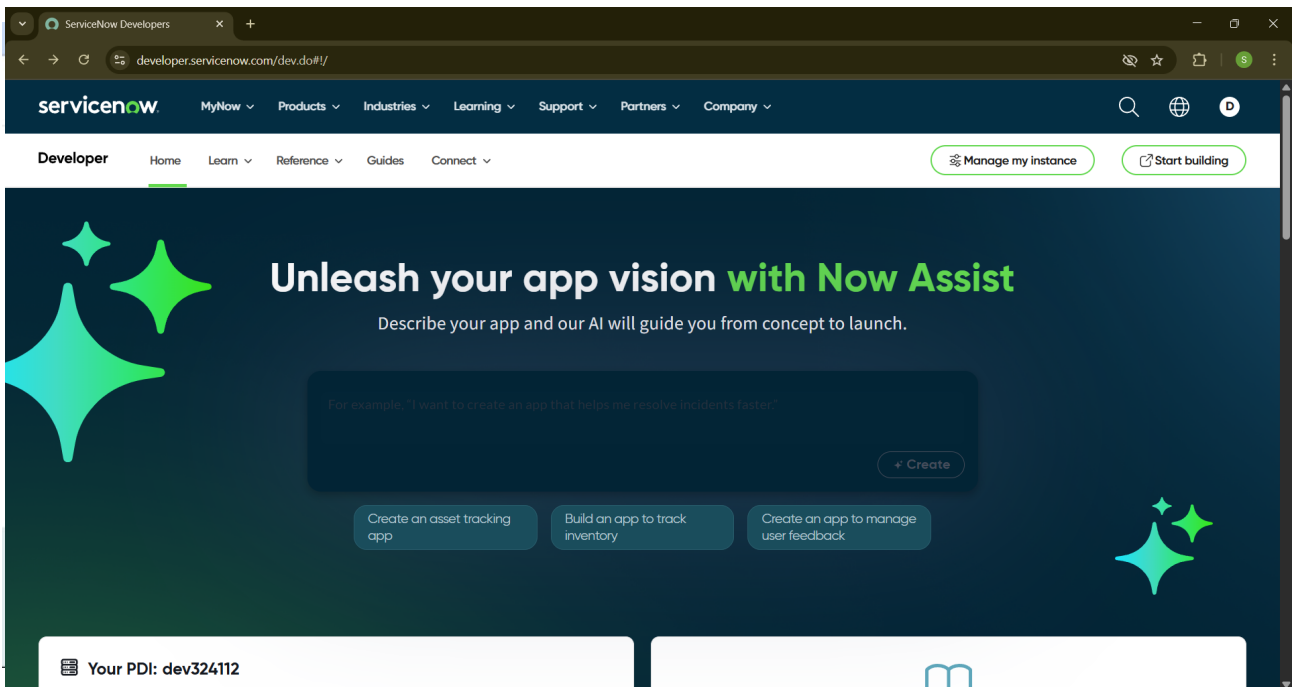 ServiceNow Developers
developer.servicenow.com/dev.do#!/
S
servicenow.
MyNow
Products
Industries
Learning
Support
Partners
Company
D
Developer
Home
Learn
Reference
Guides
Connect
Manage my instance
Start building
Unleash your app vision with Now Assist
Describe your app and our AI will guide you from concept to launch.
For example, "I want to create an app that helps me resolve incidents faster."
Create
Create an asset tracking
app
Build an app to track
inventory
Create an app to manage
user feedback
Your PDI: dev324112